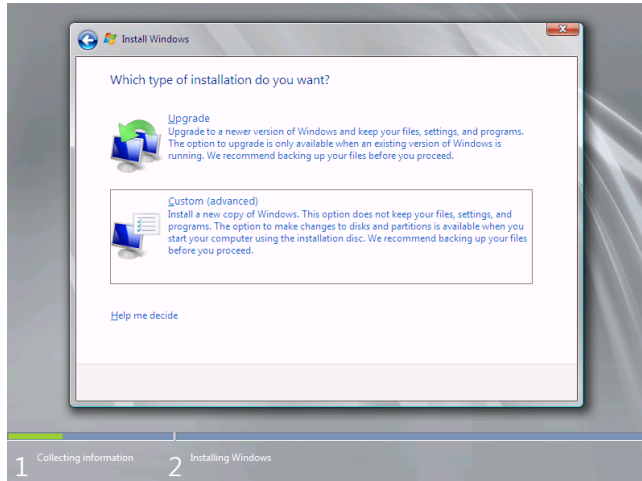 Install Windows
Which type of installation do you want?
Upgrade
Upgrade to a newer version of Windows and keep your files, settings, and programs.
The option to upgrade is only available when an existing version of Windows is
running. We recommend backing up your files before you proceed.
Custom (advanced)
Install a new copy of Windows. This option does not keep your files, settings, and
programs. The option to make changes to disks and partitions is available when you
start your computer using the installation disc. We recommend backing up your files
before you proceed.
Help me decide
1 Collecting information
2 Installing Windows